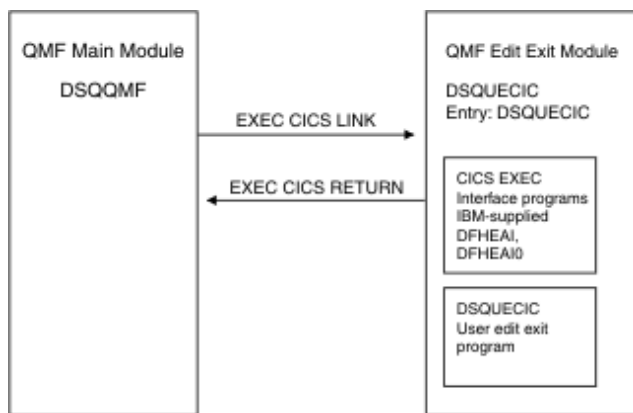 QMF Main Module
DSQQMF
EXEC CICS LINK
EXEC CICS RETURN
QMF Edit Exit Module
DSQUECIC
Entry: DSQUECIC
CICS EXEC
Interface programs
IBM-supplied
DFHEAI,
DFHEAI0
DSQUECIC
User edit exit
program